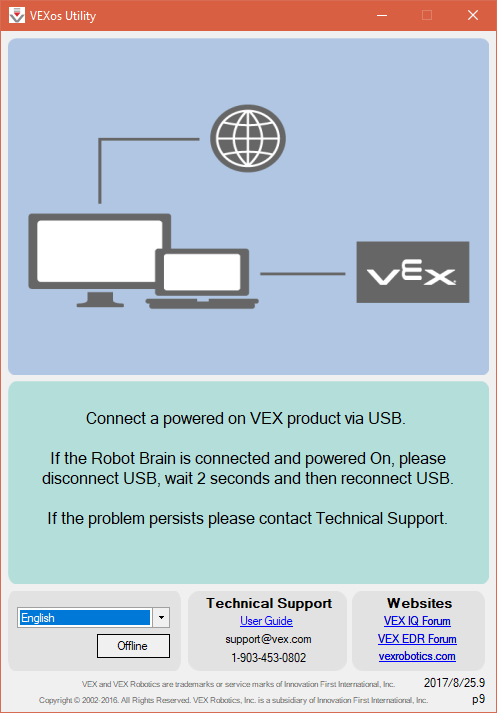 VEXos Utility
VEX
Connect a powered on VEX product via USB.
If the Robot Brain is connected and powered On, please
disconnect USB, wait 2 seconds and then reconnect USB.
If the problem persists please contact Technical Support.
English
Offline
Technical Support
User Guide
support@vex.com
1-903-453-0802
Websites
VEX IQ Forum
VEX EDR Forum
vexrobotics.com
VEX and VEX Robotics are trademarks or service marks of Innovation First International, Inc.
Copyright © 2002-2016. All Rights Reserved. VEX Robotics, Inc. is a subsidiary of Innovation First International, Inc.
2017/8/25.9
p9